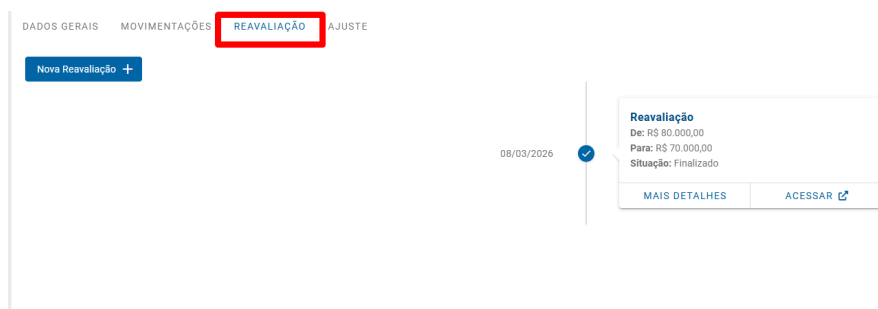 DADOS GERAIS MOVIMENTAÇÕES REAVALIAÇÃO AJUSTE
Nova Reavaliação +
08/03/2026
Reavaliação
De: R$ 80.000,00
Para: R$ 70.000,00
Situação: Finalizado
MAIS DETALHES ACESSAR